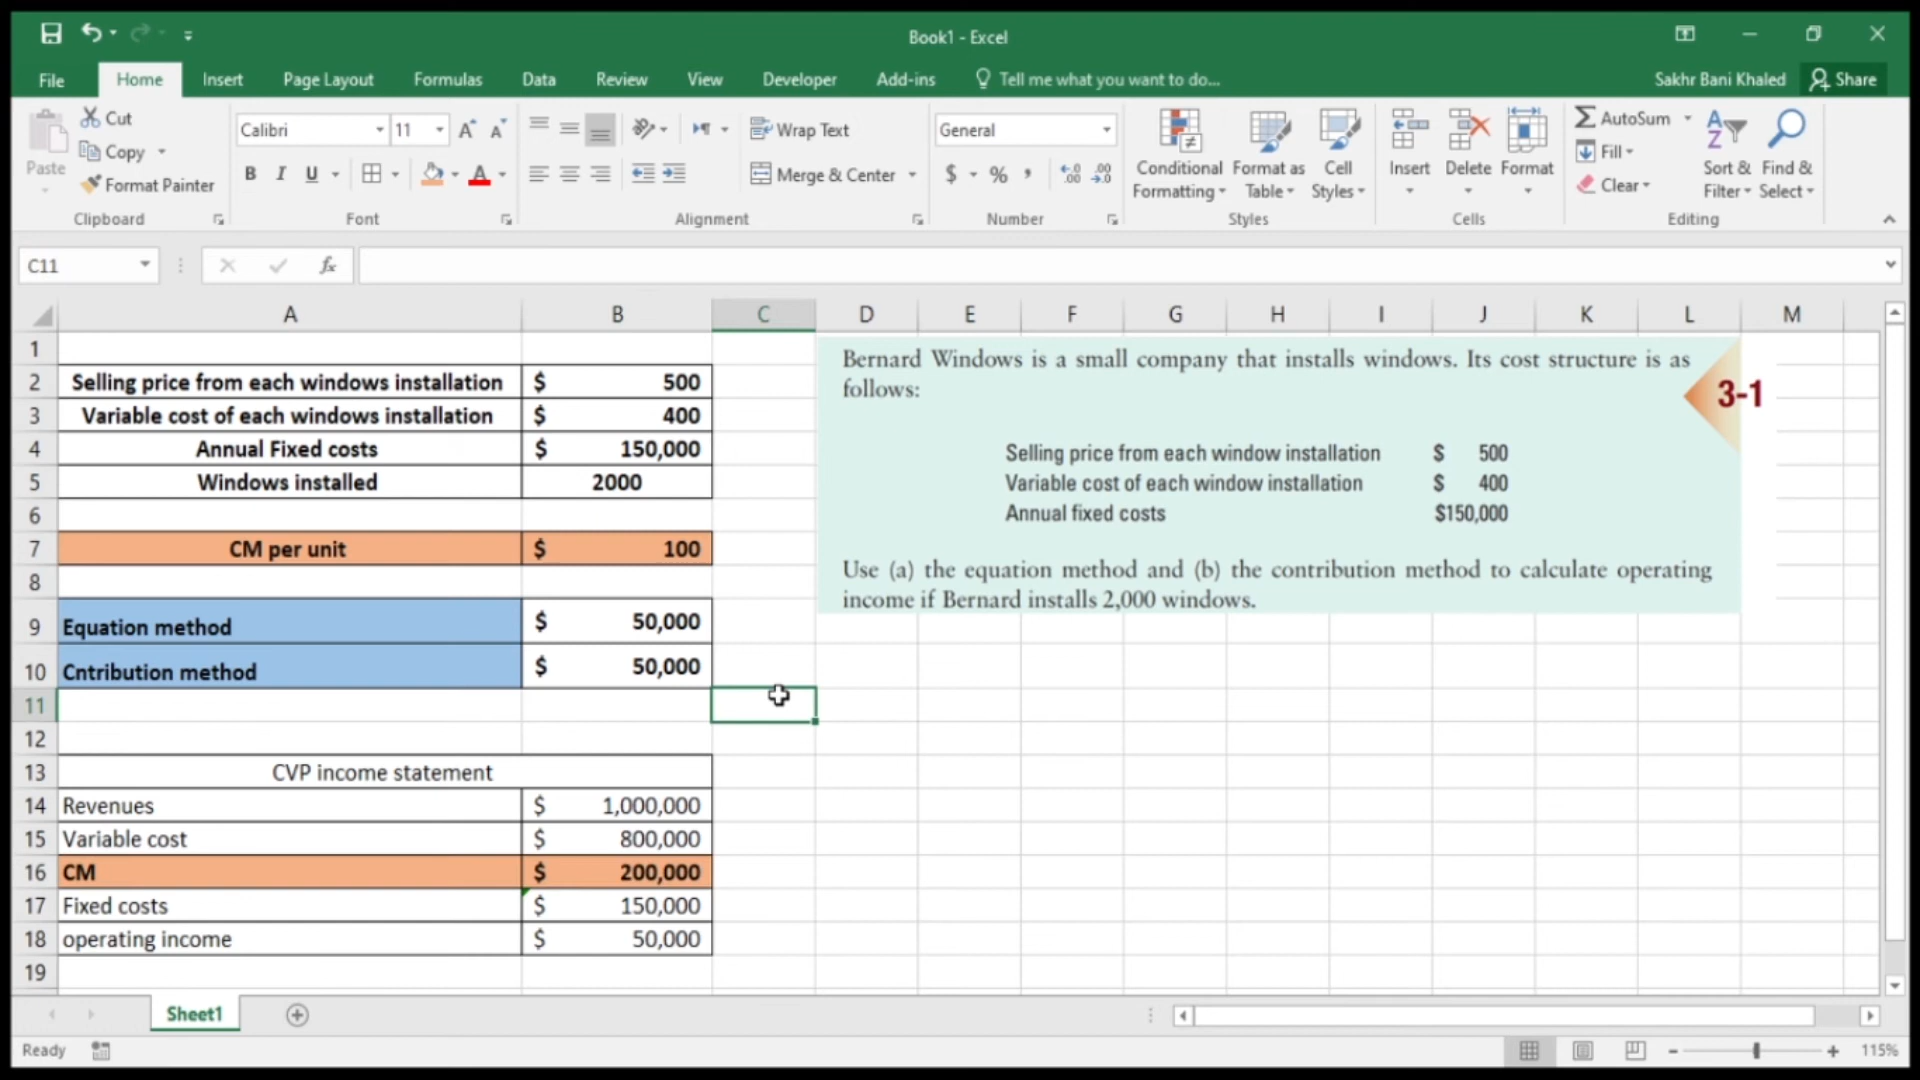 Book1 - Excel
File Home Insert Page Layout Formulas Data Review View Developer Add-ins Tell me what you want to do... Sakhr Bani Khaled Share
Paste Cut Copy Format Painter Clipboard
Calibri 11 B I U A Font
Wrap Text Merge & Center Alignment
General $ % , Number
Conditional Formatting Format as Table Cell Styles Styles
Insert Delete Format Cells
AutoSum Fill Clear Sort & Filter Find & Select Editing
C11 fx
A B C D E F G H I J K L M
1
2 Selling price from each windows installation $ 500
3 Variable cost of each windows installation $ 400
4 Annual Fixed costs $ 150,000
5 Windows installed 2000
6
7 CM per unit $ 100
8
9 Equation method $ 50,000
10 Cntribution method $ 50,000
11
12
13 CVP income statement
14 Revenues $ 1,000,000
15 Variable cost $ 800,000
16 CM $ 200,000
17 Fixed costs $ 150,000
18 operating income $ 50,000
19
Bernard Windows is a small company that installs windows. Its cost structure is as
follows:
3-1
Selling price from each window installation $ 500
Variable cost of each window installation $ 400
Annual fixed costs $150,000
Use (a) the equation method and (b) the contribution method to calculate operating
income if Bernard installs 2,000 windows.
Sheet1
Ready 115%